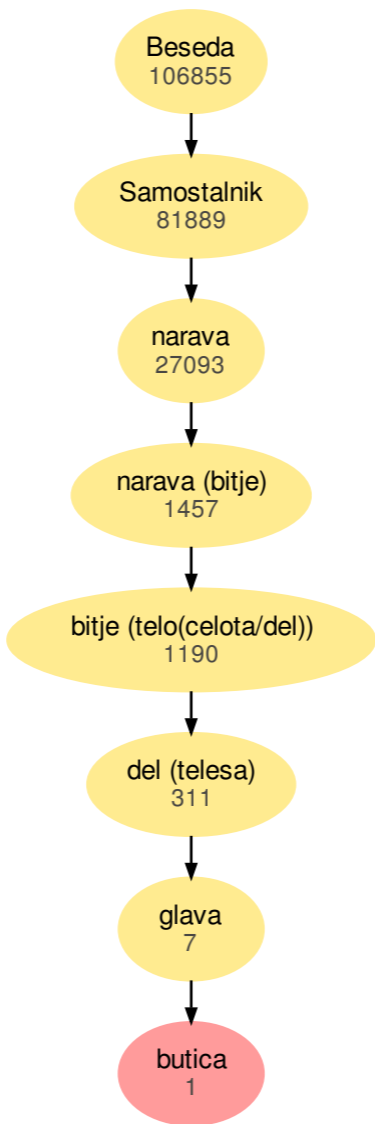 Beseda
106855
Samostalnik
81889
narava
27093
narava (bitje)
1457
bitje (telo(celota/del))
1190
del (telesa)
311
glava
7
butica
1